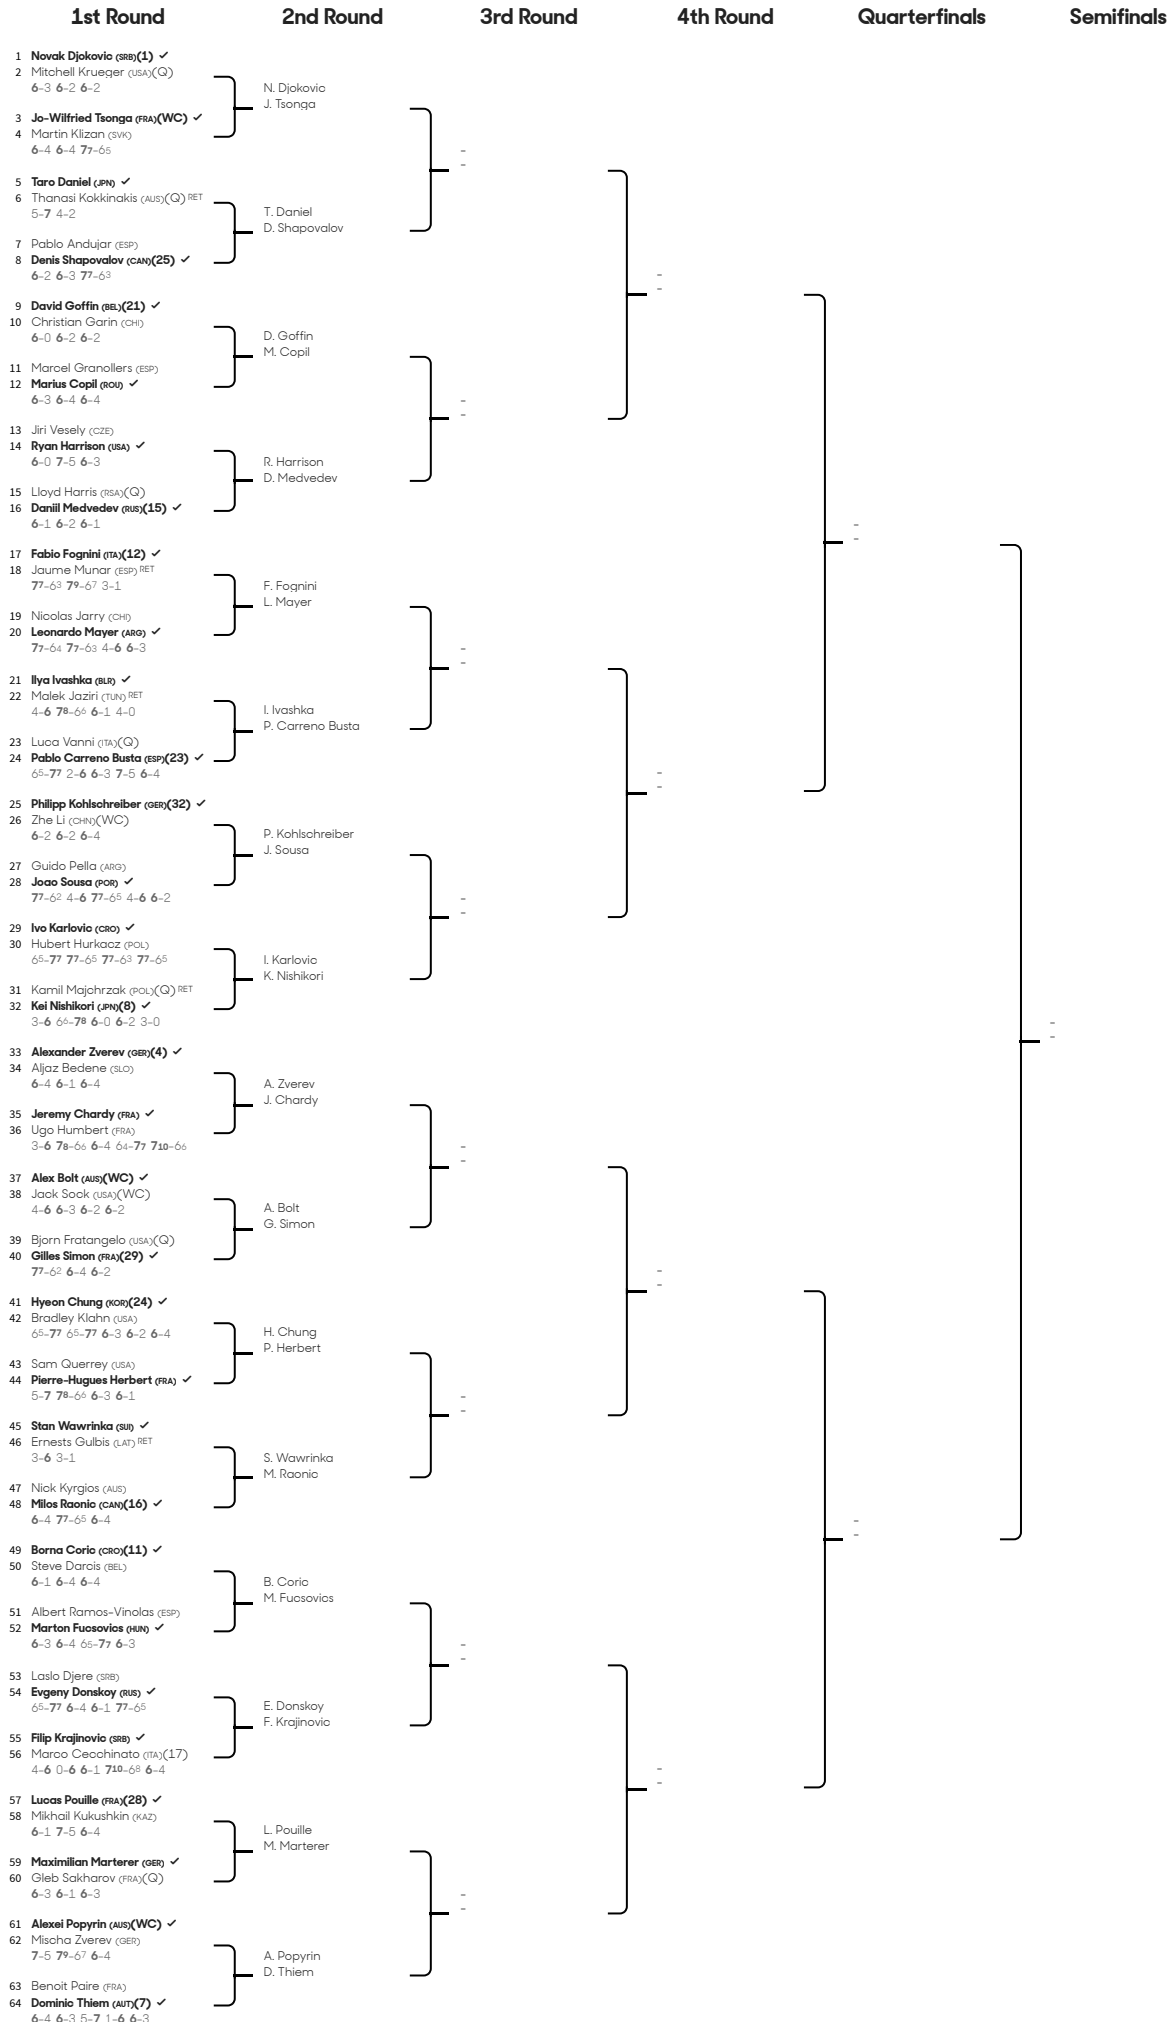 1st Round 2nd Round 3rd Round 4th Round Quarterfinals Semifinals
1 Novak Djokovic (SRB)(1) ✓
2 Mitchell Krueger (USA)(Q)
6-3 6-2 6-2
N. Djokovic
J. Tsonga
3 Jo-Wilfried Tsonga (FRA)(WC) ✓
4 Martin Klizan (SVK)
6-4 6-4 77-65
-
-
5 Taro Daniel (JPN) ✓
6 Thanasi Kokkinakis (AUS)(Q) RET
5-7 4-2
T. Daniel
D. Shapovalov
7 Pablo Andujar (ESP)
8 Denis Shapovalov (CAN)(25) ✓
6-2 6-3 77-63
-
-
9 David Goffin (BEL)(21) ✓
10 Christian Garin (CHI)
6-0 6-2 6-2
D. Goffin
M. Copil
11 Marcel Granollers (ESP)
12 Marius Copil (ROU) ✓
6-3 6-4 6-4
-
-
13 Jiri Vesely (CZE)
14 Ryan Harrison (USA) ✓
6-0 7-5 6-3
R. Harrison
D. Medvedev
15 Lloyd Harris (RSA)(Q)
16 Daniil Medvedev (RUS)(15) ✓
6-1 6-2 6-1
-
-
17 Fabio Fognini (ITA)(12) ✓
18 Jaume Munar (ESP) RET
77-63 79-67 3-1
F. Fognini
L. Mayer
19 Nicolas Jarry (CHI)
20 Leonardo Mayer (ARG) ✓
77-64 77-63 4-6 6-3
-
-
21 Ilya Ivashka (BLR) ✓
22 Malek Jaziri (TUN) RET
4-6 78-66 6-1 4-0
I. Ivashka
P. Carreno Busta
23 Luca Vanni (ITA)(Q)
24 Pablo Carreno Busta (ESP)(23) ✓
65-77 2-6 6-3 7-5 6-4
-
-
25 Philipp Kohlschreiber (GER)(32) ✓
26 Zhe Li (CHN)(WC)
6-2 6-2 6-4
P. Kohlschreiber
J. Sousa
27 Guido Pella (ARG)
28 Joao Sousa (POR) ✓
77-62 4-6 77-65 4-6 6-2
-
-
29 Ivo Karlovic (CRO) ✓
30 Hubert Hurkacz (POL)
65-77 77-65 77-63 77-65
I. Karlovic
K. Nishikori
31 Kamil Majchrzak (POL)(Q) RET
32 Kei Nishikori (JPN)(8) ✓
3-6 66-78 6-0 6-2 3-0
-
-
33 Alexander Zverev (GER)(4) ✓
34 Aljaz Bedene (SLO)
6-4 6-1 6-4
A. Zverev
J. Chardy
35 Jeremy Chardy (FRA) ✓
36 Ugo Humbert (FRA)
3-6 78-66 6-4 64-77 710-66
-
-
37 Alex Bolt (AUS)(WC) ✓
38 Jack Sock (USA)(WC)
4-6 6-3 6-2 6-2
A. Bolt
G. Simon
39 Bjorn Fratangelo (USA)(Q)
40 Gilles Simon (FRA)(29) ✓
77-62 6-4 6-2
-
-
41 Hyeon Chung (KOR)(24) ✓
42 Bradley Klahn (USA)
65-77 65-77 6-3 6-2 6-4
H. Chung
P. Herbert
43 Sam Querrey (USA)
44 Pierre-Hugues Herbert (FRA) ✓
5-7 78-66 6-3 6-1
-
-
45 Stan Wawrinka (SUI) ✓
46 Ernests Gulbis (LAT) RET
3-6 3-1
S. Wawrinka
M. Raonic
47 Nick Kyrgios (AUS)
48 Milos Raonic (CAN)(16) ✓
6-4 77-65 6-4
-
-
49 Borna Coric (CRO)(11) ✓
50 Steve Darcis (BEL)
6-1 6-4 6-4
B. Coric
M. Fucsovics
51 Albert Ramos-Vinolas (ESP)
52 Marton Fucsovics (HUN) ✓
6-3 6-4 65-77 6-3
-
-
53 Laslo Djere (SRB)
54 Evgeny Donskoy (RUS) ✓
65-77 6-4 6-1 77-65
E. Donskoy
F. Krajinovic
55 Filip Krajinovic (SRB) ✓
56 Marco Cecchinato (ITA)(17)
4-6 0-6 6-1 710-68 6-4
-
-
57 Lucas Pouille (FRA)(28) ✓
58 Mikhail Kukushkin (KAZ)
6-1 7-5 6-4
L. Pouille
M. Marterer
59 Maximilian Marterer (GER) ✓
60 Gleb Sakharov (FRA)(Q)
6-3 6-1 6-3
-
-
61 Alexei Popyrin (AUS)(WC) ✓
62 Mischa Zverev (GER)
7-5 79-67 6-4
A. Popyrin
D. Thiem
63 Benoit Paire (FRA)
64 Dominic Thiem (AUT)(7) ✓
6-4 6-3 5-7 1-6 6-3